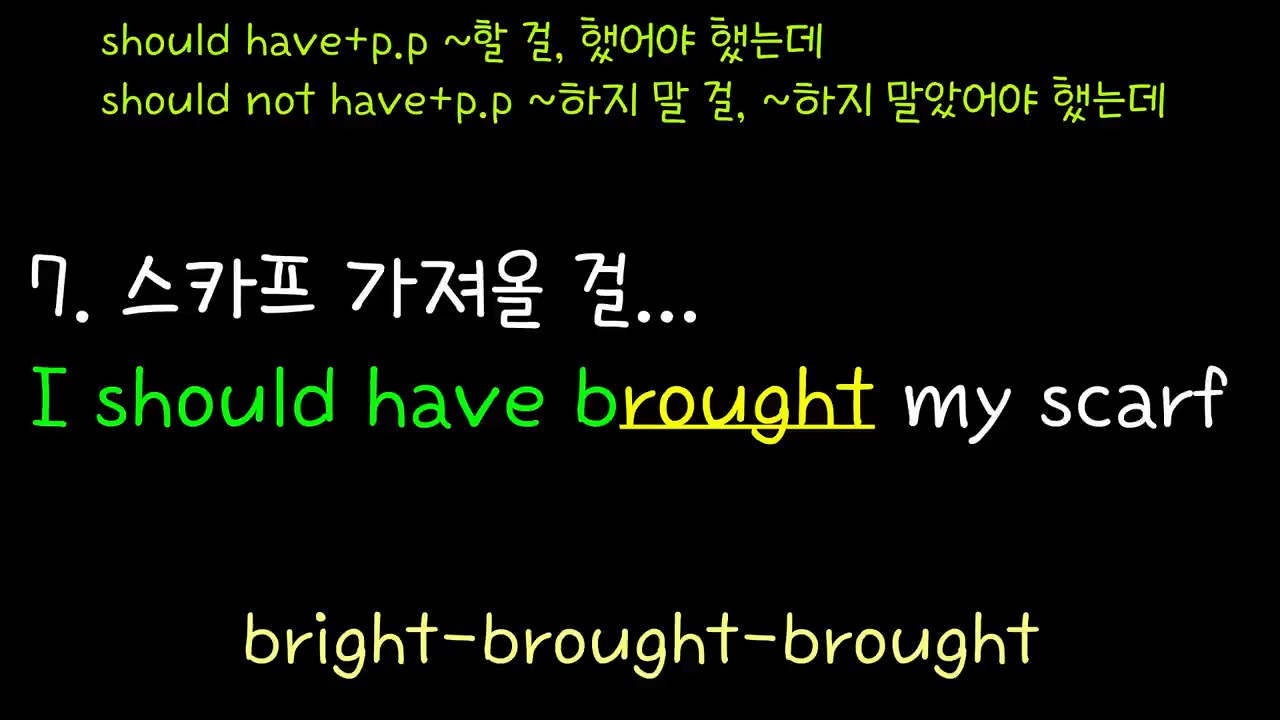 should have+p.p ~할 걸, 했어야 했는데
should not have+p.p ~하지 말 걸, ~하지 말았어야 했는데
7. 스카프 가져올 걸...
I should have brought my scarf
bright-brought-brought